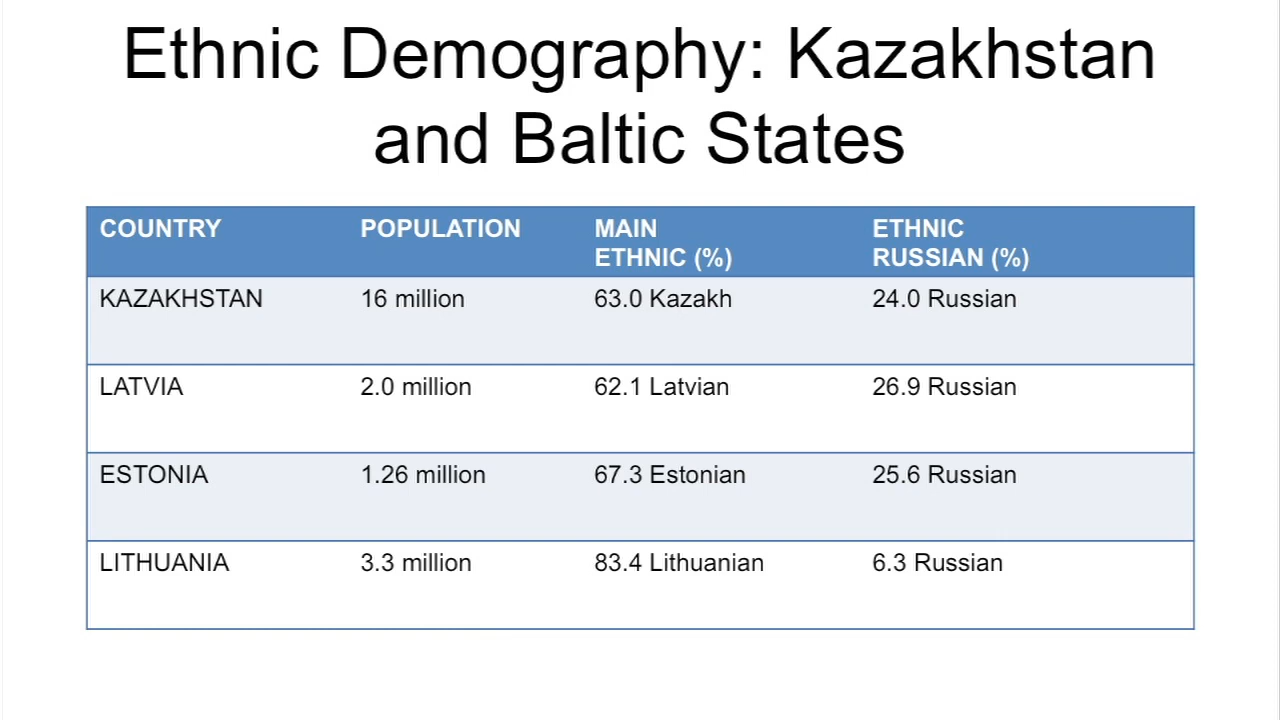 Ethnic Demography: Kazakhstan
and Baltic States
COUNTRY POPULATION MAIN ETHNIC (%) ETHNIC RUSSIAN (%)
KAZAKHSTAN 16 million 63.0 Kazakh 24.0 Russian
LATVIA 2.0 million 62.1 Latvian 26.9 Russian
ESTONIA 1.26 million 67.3 Estonian 25.6 Russian
LITHUANIA 3.3 million 83.4 Lithuanian 6.3 Russian